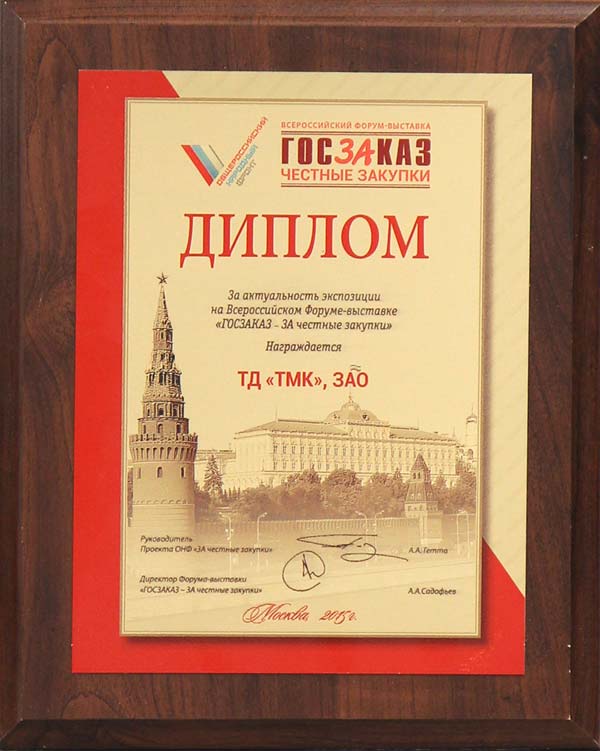 ОБЩЕРОССИЙСКИЙ
НАРОДНЫЙ
ФРОНТ
ВСЕРОССИЙСКИЙ ФОРУМ-ВЫСТАВКА
ГОСЗАКАЗ
ЧЕСТНЫЕ ЗАКУПКИ
ДИПЛОМ
За актуальность экспозиции
на Всероссийском Форуме-выставке
«ГОСЗАКАЗ – ЗА честные закупки»
Награждается
ТД «ТМК», ЗАО
Руководитель
Проекта ОНФ «ЗА честные закупки»
А.А. Гетта
Директор Форума-выставки
«ГОСЗАКАЗ – ЗА честные закупки»
А.А.Садофьев
Москва, 2015 г.